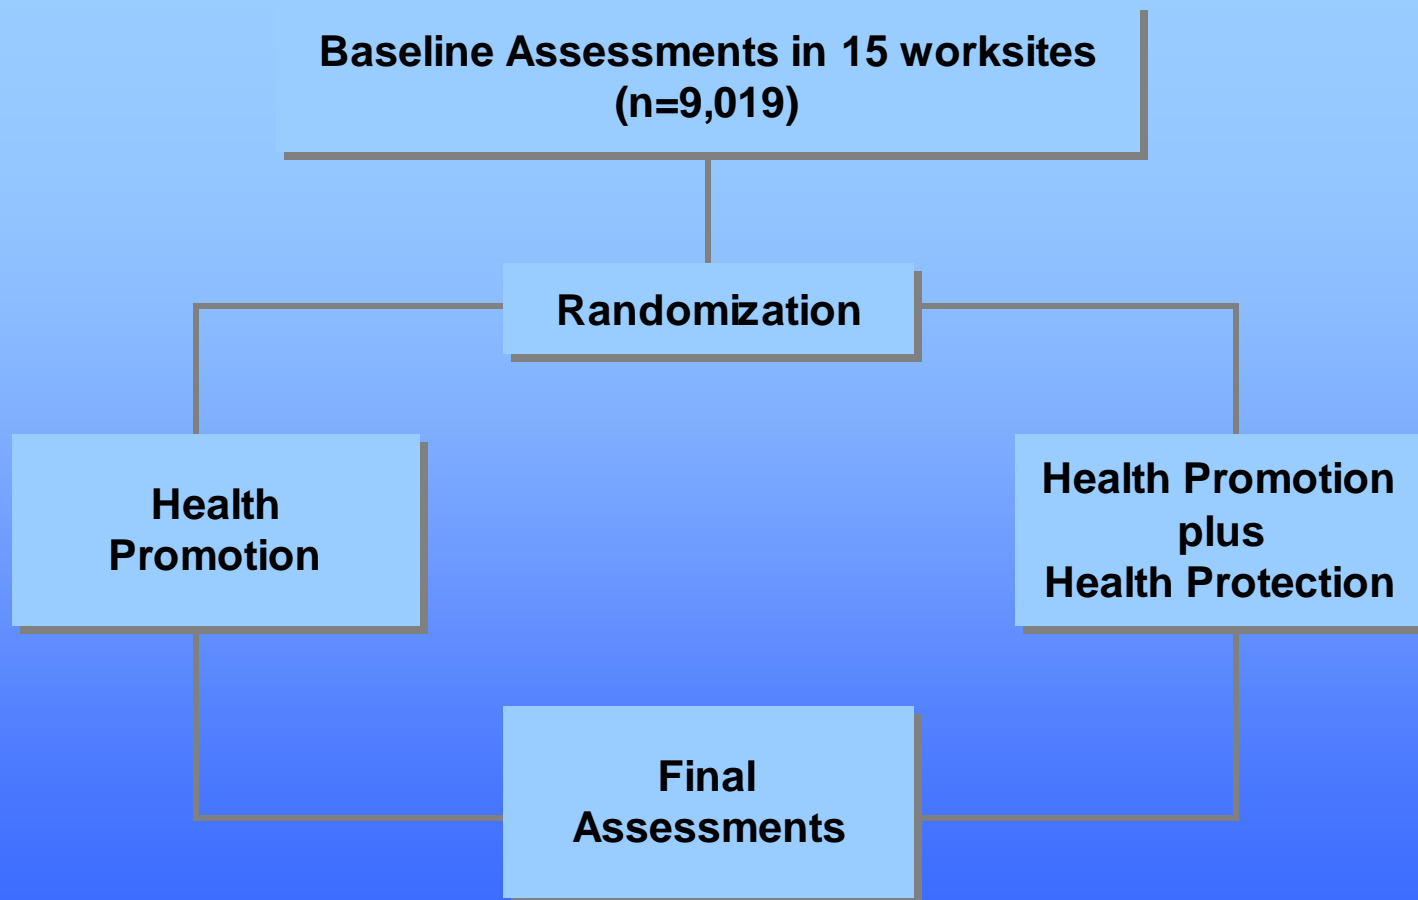 Baseline Assessments in 15 worksites
(n=9,019)
Randomization
Health
Promotion
Health Promotion
plus
Health Protection
Final
Assessments